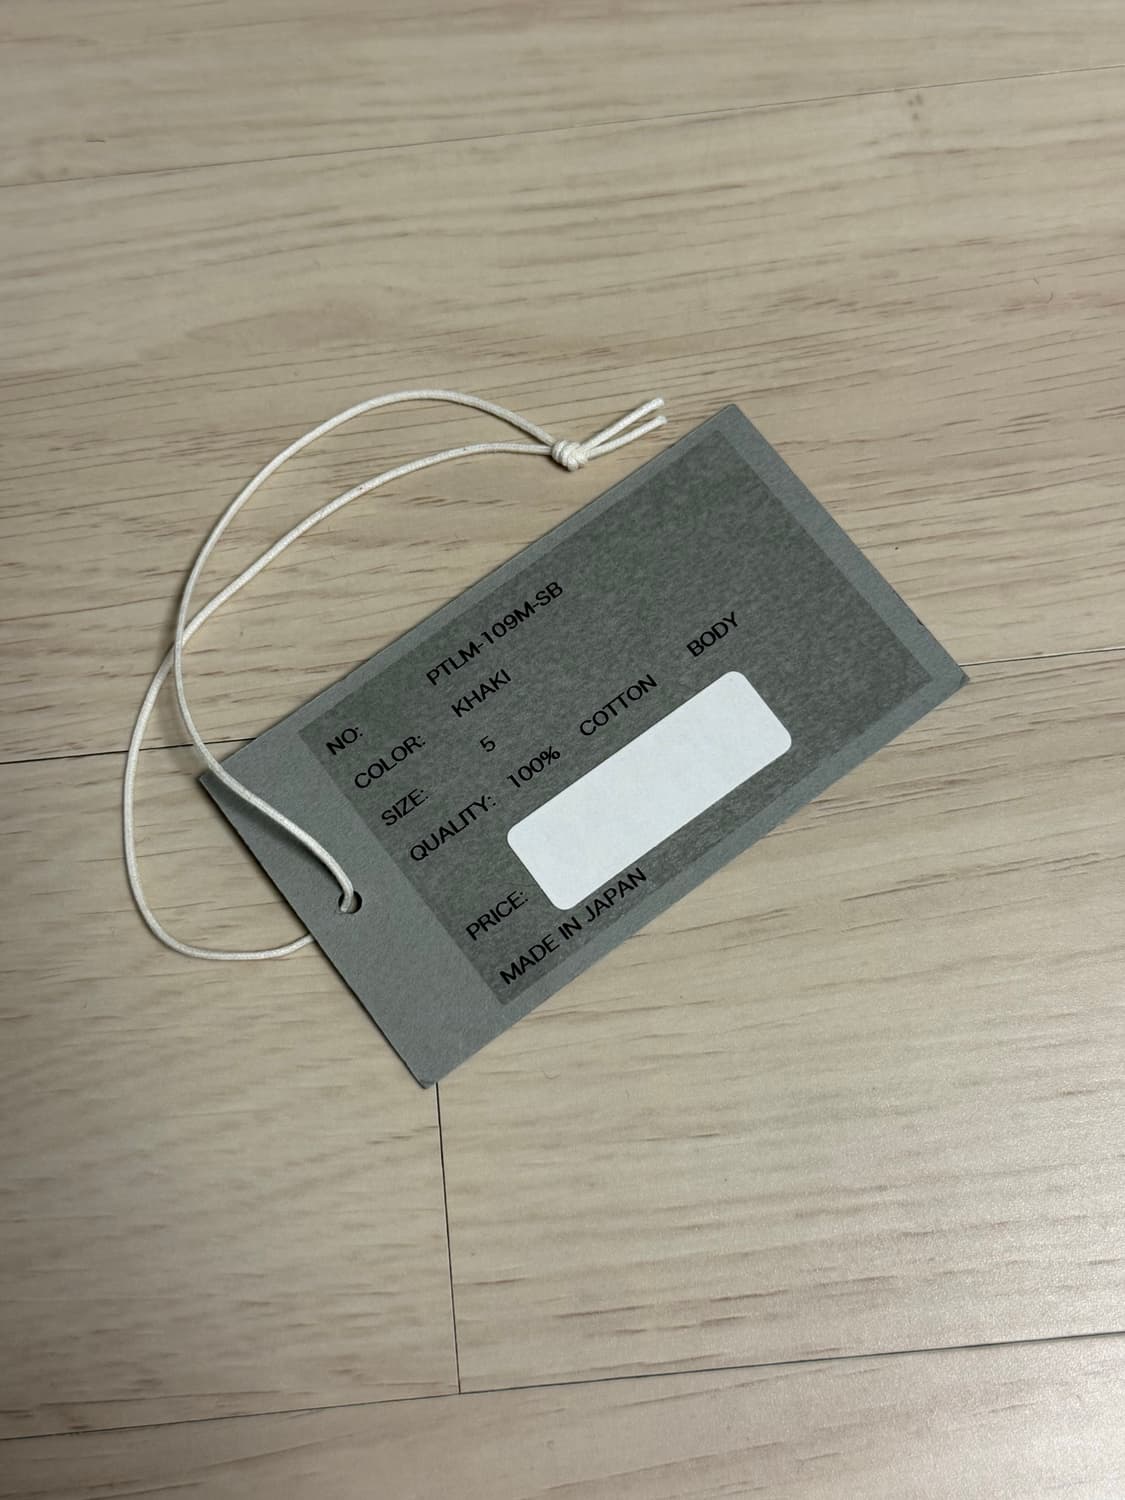 NO: PTLM-109M-SB
COLOR: KHAKI
SIZE: 5
QUALITY: 100% COTTON BODY
PRICE:
MADE IN JAPAN